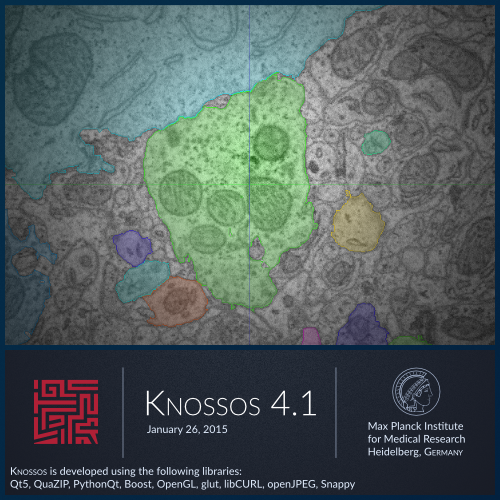 KNOSSOS 4.1
January 26, 2015
Max Planck Institute
for Medical Research
Heidelberg, GERMANY
KNOSSOS is developed using the following libraries:
Qt5, QuaZIP, PythonQt, Boost, OpenGL, glut, libCURL, openJPEG, Snappy